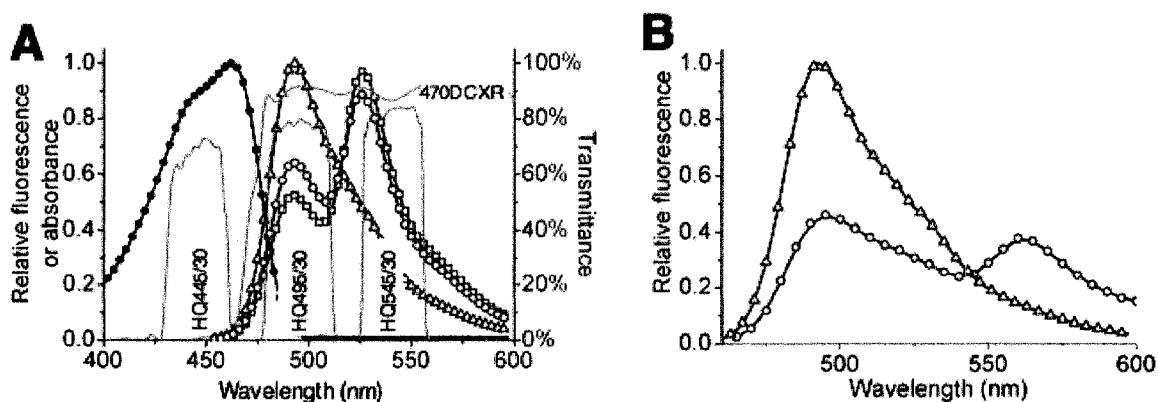 A
B
1.0
0.8
0.6
0.4
0.2
0.0
Relative fluorescence
or absorbance
100%
80%
60%
40%
20%
0%
Transmittance
470DCXR
HQ445/30
HQ495/30
HQ545/30
400
450
500
550
600
Wavelength (nm)
1.0
0.8
0.6
0.4
0.2
0.0
Relative fluorescence
500
550
600
Wavelength (nm)